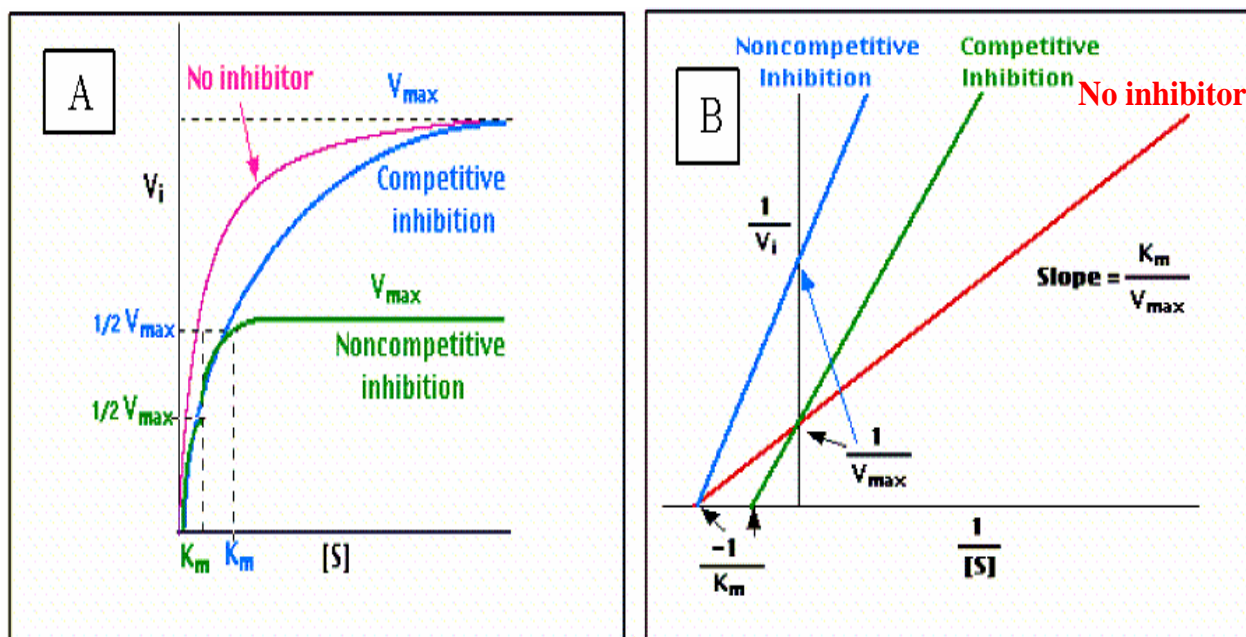 A
No inhibitor
Vmax
Vi
Competitive
inhibition
Vmax
1/2 Vmax
Noncompetitive
inhibition
1/2 Vmax
Km
Km
[S]
B
Noncompetitive
Inhibition
Competitive
Inhibition
No inhibitor
1
Vi
Slope = Km
Vmax
1
Vmax
-1
Km
1
[S]